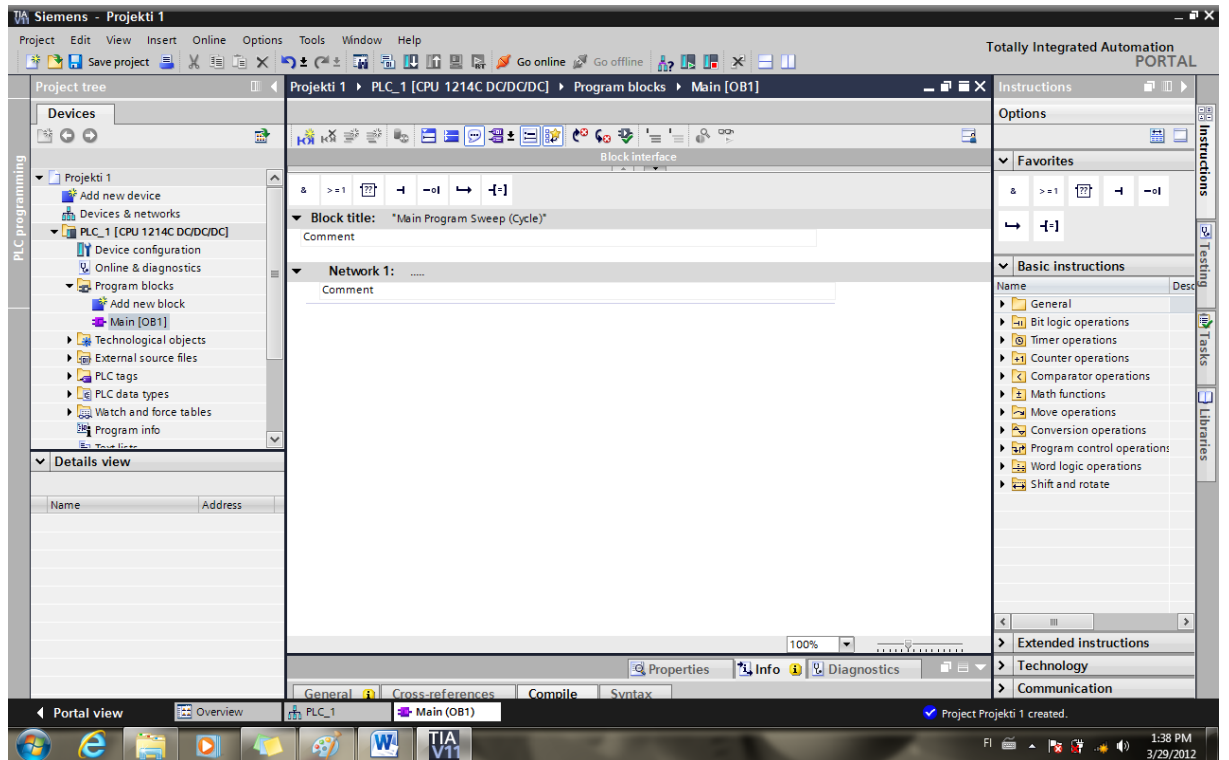 TIA V11 Siemens - Projekti 1
Project Edit View Insert Online Options Tools Window Help
Totally Integrated Automation
PORTAL
Save project Go online Go offline
Project tree
Projekti 1 PLC_1 [CPU 1214C DC/DC/DC] Program blocks Main [OB1]
Instructions
Devices
Options
Block interface
PLC programming
Projekti 1
Add new device
Devices & networks
PLC_1 [CPU 1214C DC/DC/DC]
Device configuration
Online & diagnostics
Program blocks
Add new block
Main [OB1]
Technological objects
External source files
PLC tags
PLC data types
Watch and force tables
Program info
Text lists
Details view
Name Address
& >=1 ?? -| -o| -[=]
Block title: "Main Program Sweep (Cycle)"
Comment
Network 1: .....
Comment
100%
Properties Info Diagnostics
General Cross-references Compile Syntax
Favorites
& >=1 ?? -| -o|
-[=]
Basic instructions
Name Desc
General
Bit logic operations
Timer operations
Counter operations
Comparator operations
Math functions
Move operations
Conversion operations
Program control operations
Word logic operations
Shift and rotate
Extended instructions
Technology
Communication
Instructions
Testing
Tasks
Libraries
Portal view Overview PLC_1 Main (OB1) Project Projekti 1 created.
TIA V11
FI
1:38 PM
3/29/2012